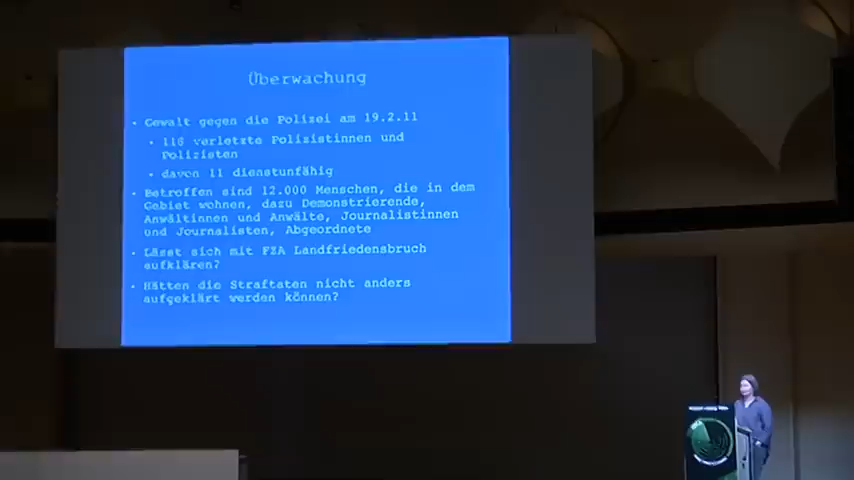 Überwachung
• Gewalt gegen die Polizei am 19.2.11
• 118 verletzte Polizistinnen und
Polizisten
• davon 11 dienstunfähig
• Betroffen sind 12.000 Menschen, die in dem
Gebiet wohnen, dazu Demonstrierende,
Anwältinnen und Anwälte, Journalistinnen
und Journalisten, Abgeordnete
• Lässt sich mit FZA Landfriedensbruch
aufklären?
• Hätten die Straftaten nicht anders
aufgeklärt werden können?